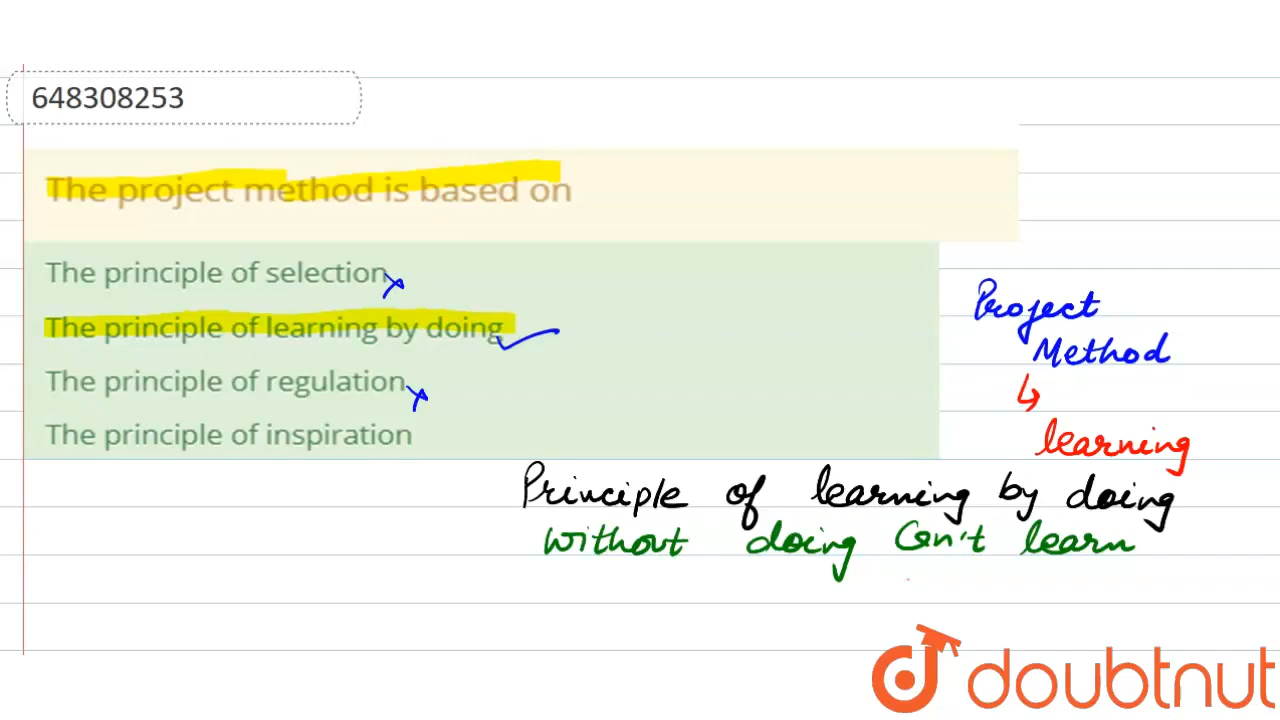 648308253
The project method is based on
The principle of selection
The principle of learning by doing
The principle of regulation
The principle of inspiration
Project
Method
learning
Principle of learning by doing
without doing Can't learn
doubtnut